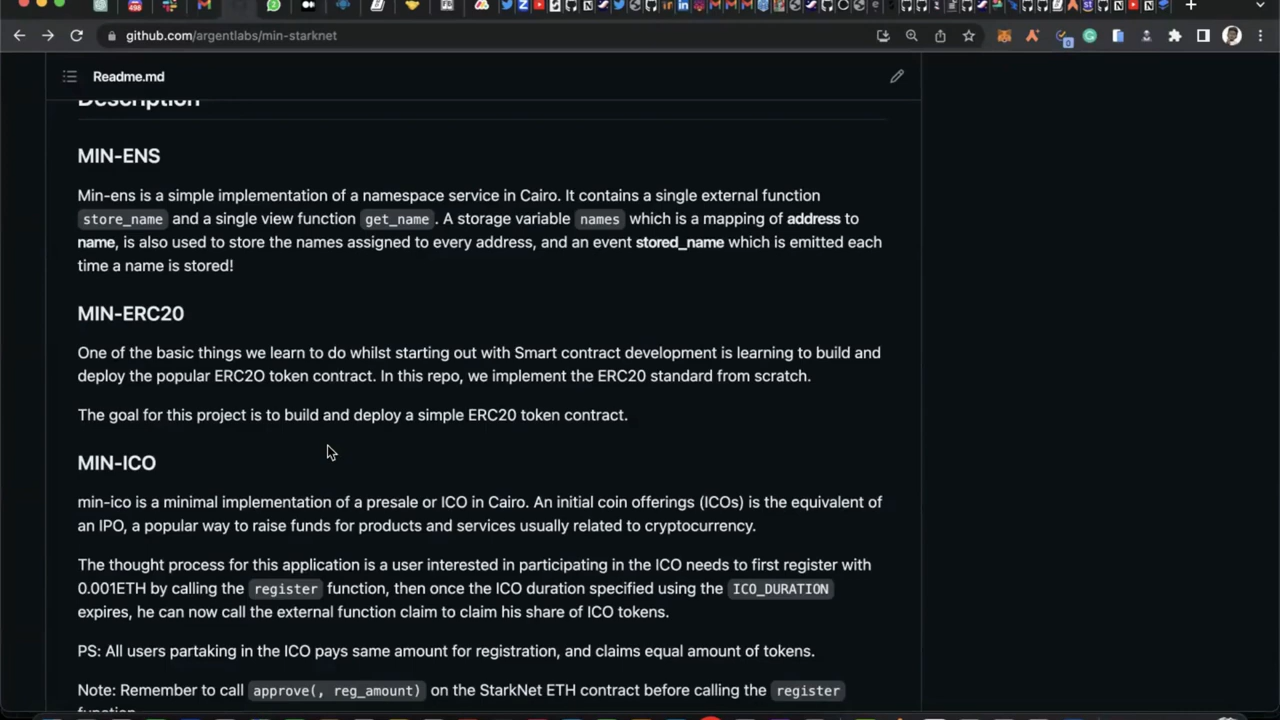 498
github.com/argentlabs/min-starknet
0
Readme.md
Description
MIN-ENS
Min-ens is a simple implementation of a namespace service in Cairo. It contains a single external function
store_name and a single view function get_name. A storage variable names which is a mapping of address to
name, is also used to store the names assigned to every address, and an event stored_name which is emitted each
time a name is stored!
MIN-ERC20
One of the basic things we learn to do whilst starting out with Smart contract development is learning to build and
deploy the popular ERC2O token contract. In this repo, we implement the ERC20 standard from scratch.
The goal for this project is to build and deploy a simple ERC20 token contract.
MIN-ICO
min-ico is a minimal implementation of a presale or ICO in Cairo. An initial coin offerings (ICOs) is the equivalent of
an IPO, a popular way to raise funds for products and services usually related to cryptocurrency.
The thought process for this application is a user interested in participating in the ICO needs to first register with
0.001ETH by calling the register function, then once the ICO duration specified using the ICO_DURATION
expires, he can now call the external function claim to claim his share of ICO tokens.
PS: All users partaking in the ICO pays same amount for registration, and claims equal amount of tokens.
Note: Remember to call approve(, reg_amount) on the StarkNet ETH contract before calling the register
function.